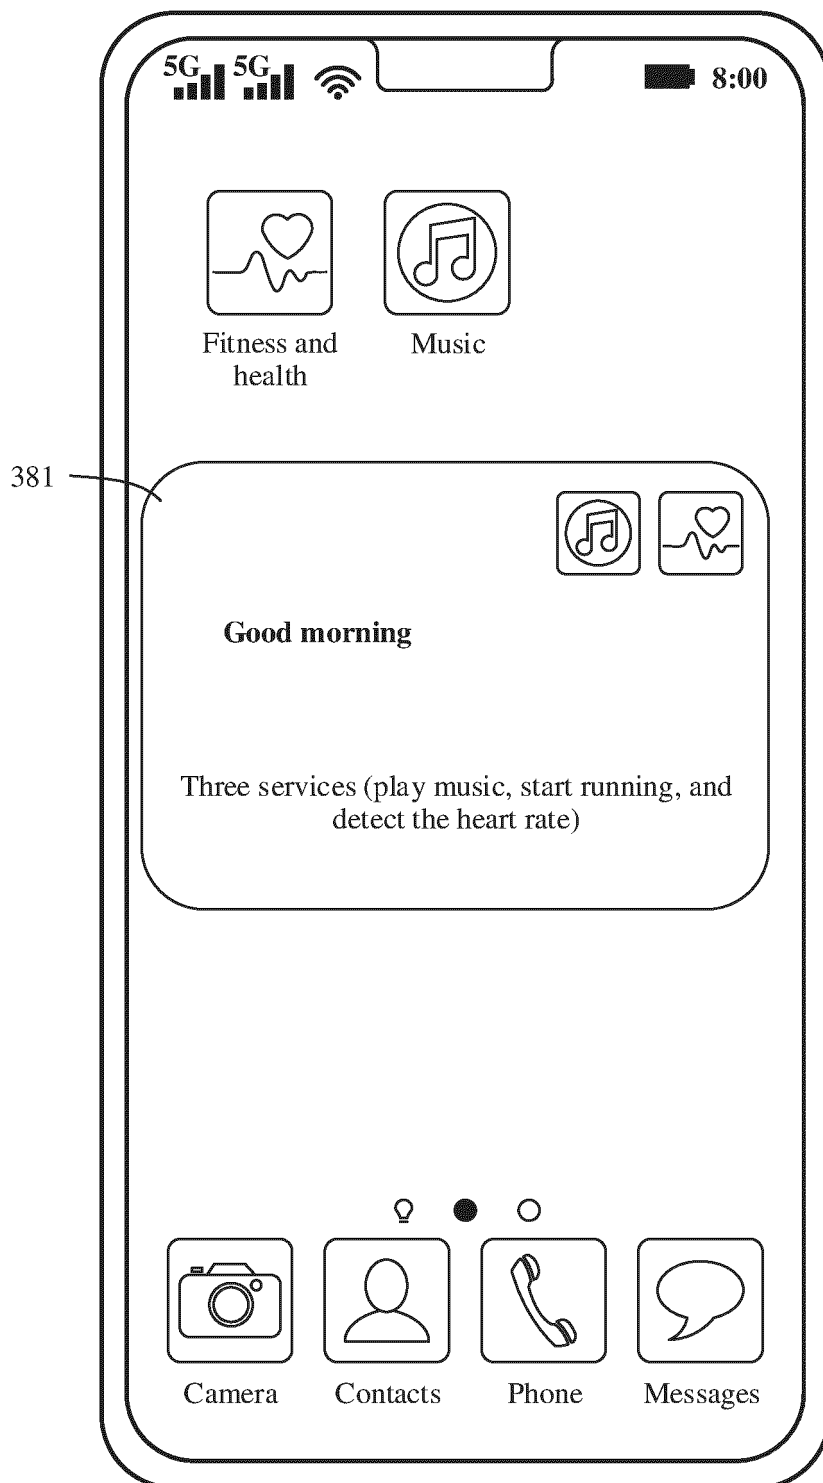 5G 5G 8:00
Fitness and
health
Music
381
Good morning
Three services (play music, start running, and
detect the heart rate)
Camera Contacts Phone Messages